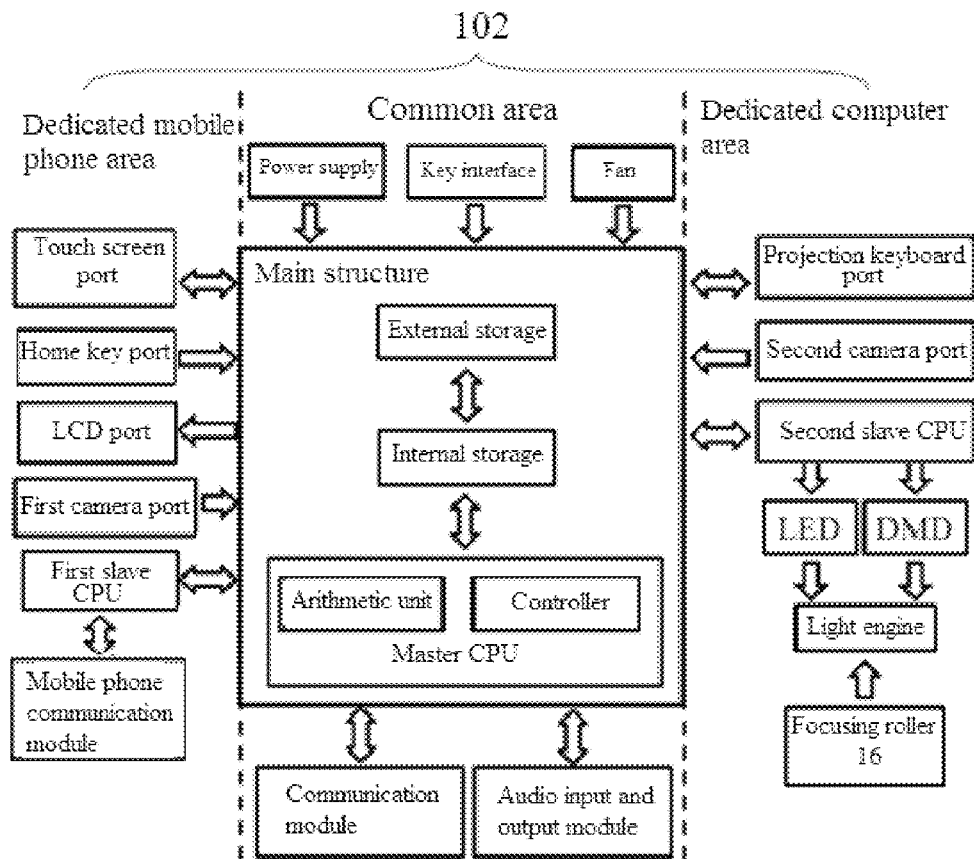 102
Dedicated mobile
phone area
Common area
Dedicated computer
area
Power supply
Key interface
Fan
Touch screen
port
Home key port
LCD port
First camera port
First slave
CPU
Mobile phone
communication
module
Main structure
External storage
Internal storage
Arithmetic unit
Controller
Master CPU
Communication
module
Audio input and
output module
Projection keyboard
port
Second camera port
Second slave CPU
LED
DMD
Light engine
Focusing roller
16